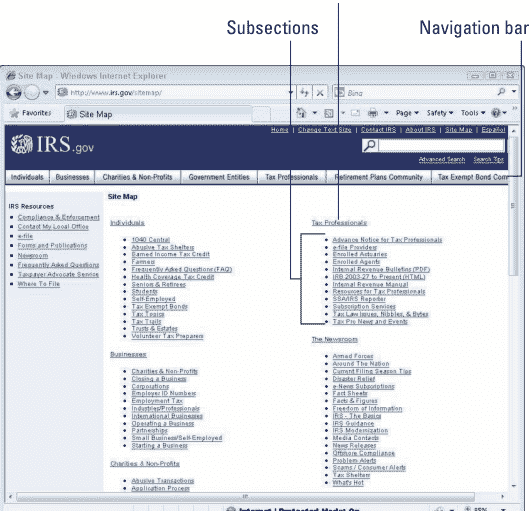 Subsections
Navigation bar
Site Map - Windows Internet Explorer
http://www.irs.gov/sitemap/
Bing
Favorites
Site Map
Page
Safety
Tools
Home | Change Text Size | Contact IRS | About IRS | Site Map | Español
IRS.gov
Advanced Search Search Tips
Individuals
Businesses
Charities & Non-Profits
Government Entities
Tax Professionals
Retirement Plans Community
Tax Exempt Bond Com
IRS Resources
Compliance & Enforcement
Contact My Local Office
e-file
Forms and Publications
Newsroom
Frequently Asked Questions
Taxpayer Advocate Service
Where To File
Site Map
Individuals
1040 Central
Abusive Tax Shelters
Earned Income Tax Credit
Farmers
Frequently Asked Questions (FAQ)
Health Coverage Tax Credit
Seniors & Retirees
Students
Self-Employed
Tax Exempt Bonds
Tax Topics
Tax Trails
Trusts & Estates
Volunteer Tax Preparers
Businesses
Charities & Non-Profits
Closing a Business
Corporations
Employer ID Numbers
Employment Tax
Industries/Professionals
International Businesses
Operating a Business
Partnerships
Small Business/Self-Employed
Starting a Business
Charities & Non-Profits
Abusive Transactions
Application Process
Tax Professionals
Advance Notice for Tax Professionals
e-file Providers
Enrolled Actuaries
Enrolled Agents
Internal Revenue Bulletins (PDF)
IRB 2003-27 to Present (HTML)
Internal Revenue Manual
Resources for Tax Professionals
SSA/IRS Reporter
Subscription Services
Tax Law Issues, Nibbles, & Bytes
Tax Pro News and Events
The Newsroom
Armed Forces
Around The Nation
Current Filing Season Tips
Disaster Relief
e-News Subscriptions
Fact Sheets
Facts & Figures
Freedom of Information
IRS - The Basics
IRS Guidance
IRS Modernization
Media Contacts
News Releases
Offshore Compliance
Problem Alerts
Scams / Consumer Alerts
Tax Shelters
What's Hot